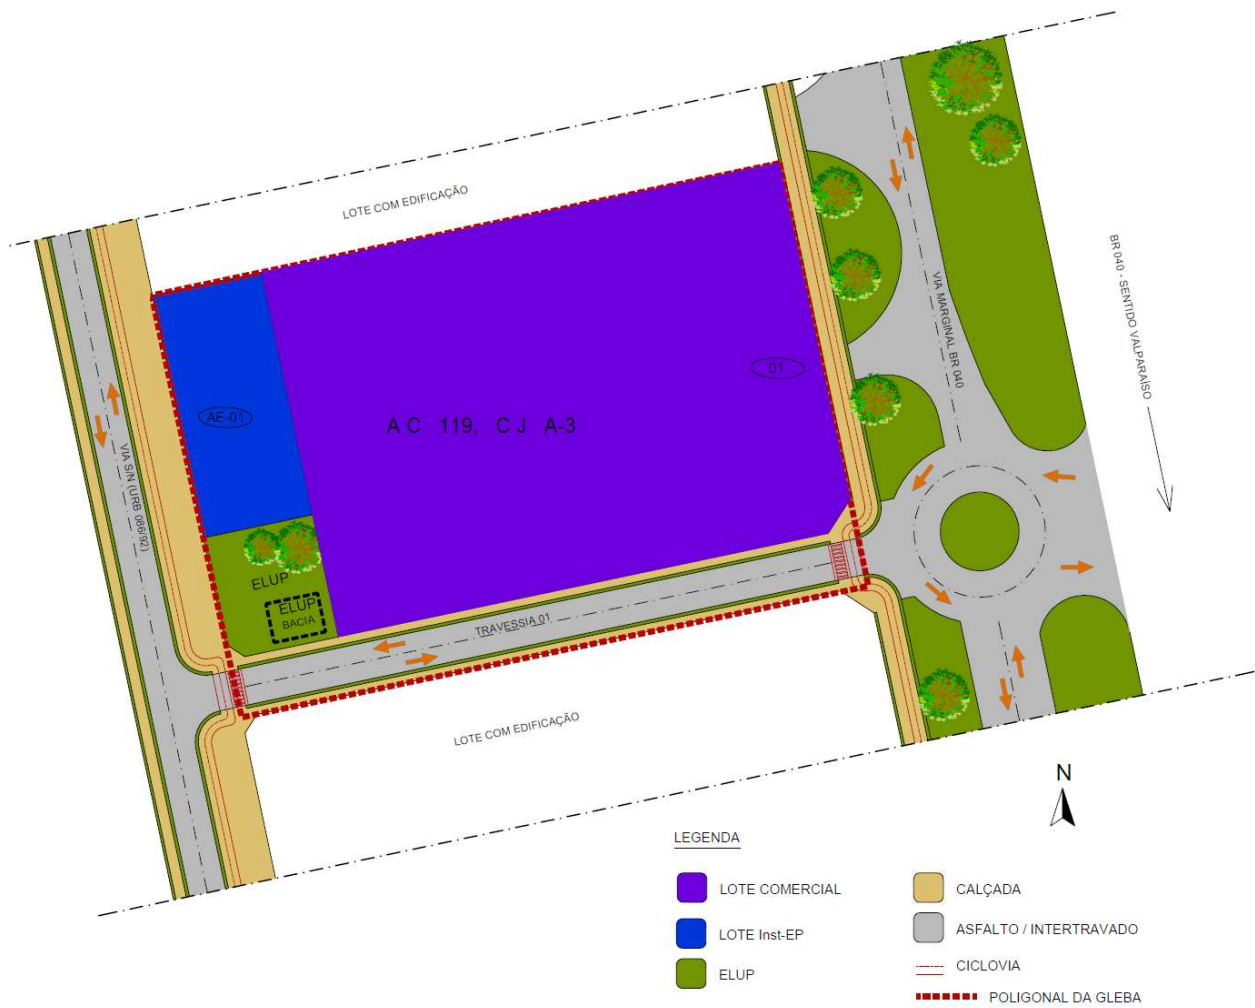 LOTE COM EDIFICAÇÃO
BR 040 - SENTIDO VALPARAÍSO
VIA MARGINAL BR 040
01
AE-01
AC 119, CJ A-3
VIA S/N (URB 086/92)
ELUP
ELUP
BACIA
TRAVESSIA 01
LOTE COM EDIFICAÇÃO
N
LEGENDA
LOTE COMERCIAL
LOTE Inst-EP
ELUP
CALÇADA
ASFALTO / INTERTRAVADO
CICLOVIA
POLIGONAL DA GLEBA